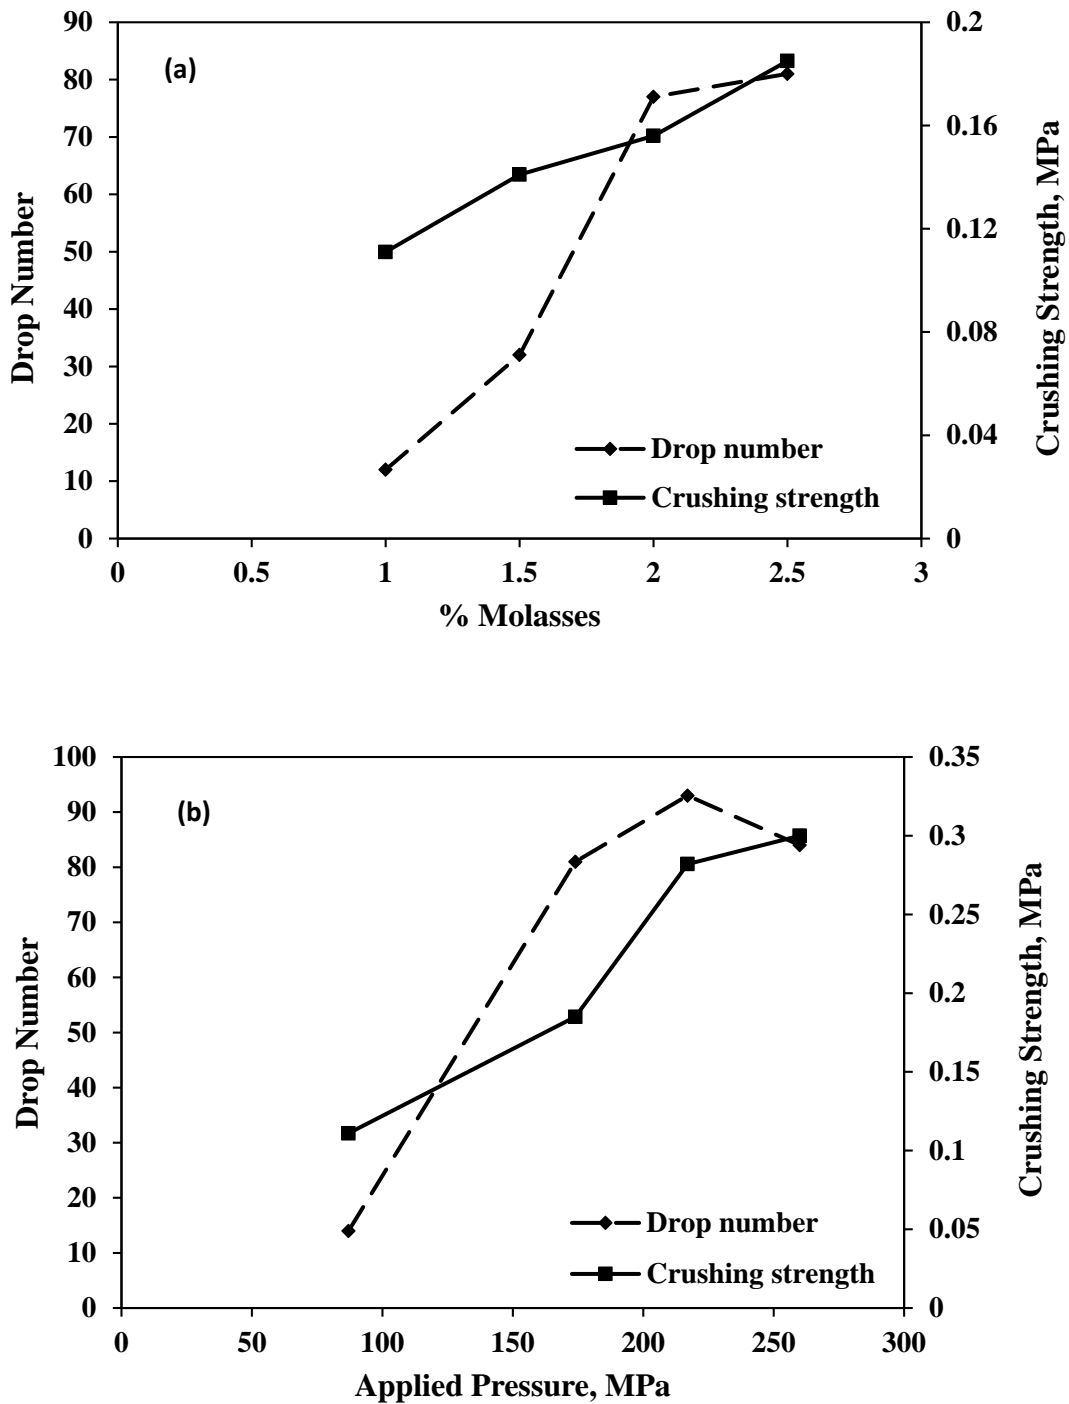 (a)
90
80
70
60
50
40
30
20
10
0
Drop Number
0.2
0.16
0.12
0.08
0.04
0
Crushing Strength, MPa
Drop number
Crushing strength
0 0.5 1 1.5 2 2.5 3
% Molasses
(b)
100
90
80
70
60
50
40
30
20
10
0
Drop Number
0.35
0.3
0.25
0.2
0.15
0.1
0.05
0
Crushing Strength, MPa
Drop number
Crushing strength
0 50 100 150 200 250 300
Applied Pressure, MPa